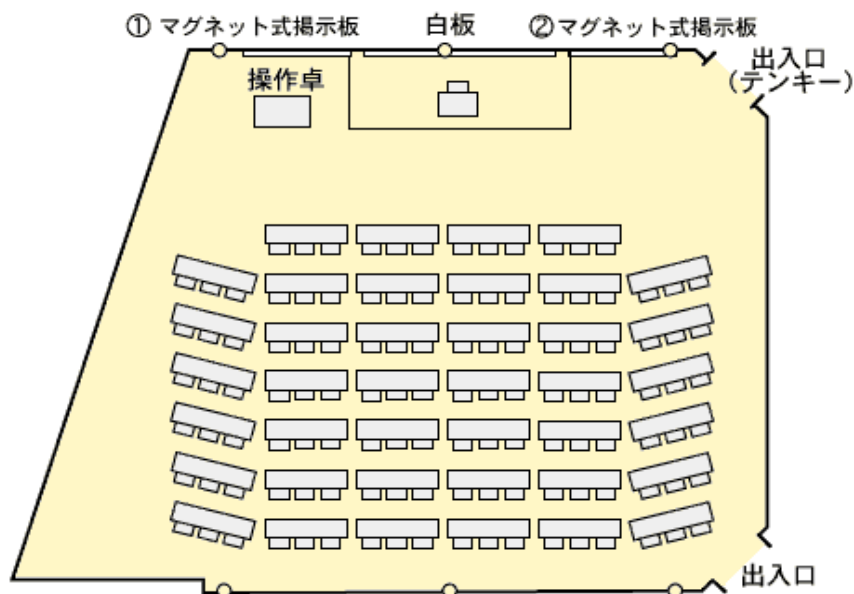 ① マグネット式掲示板
白板
②マグネット式掲示板
出入口
(テンキー)
操作卓
出入口